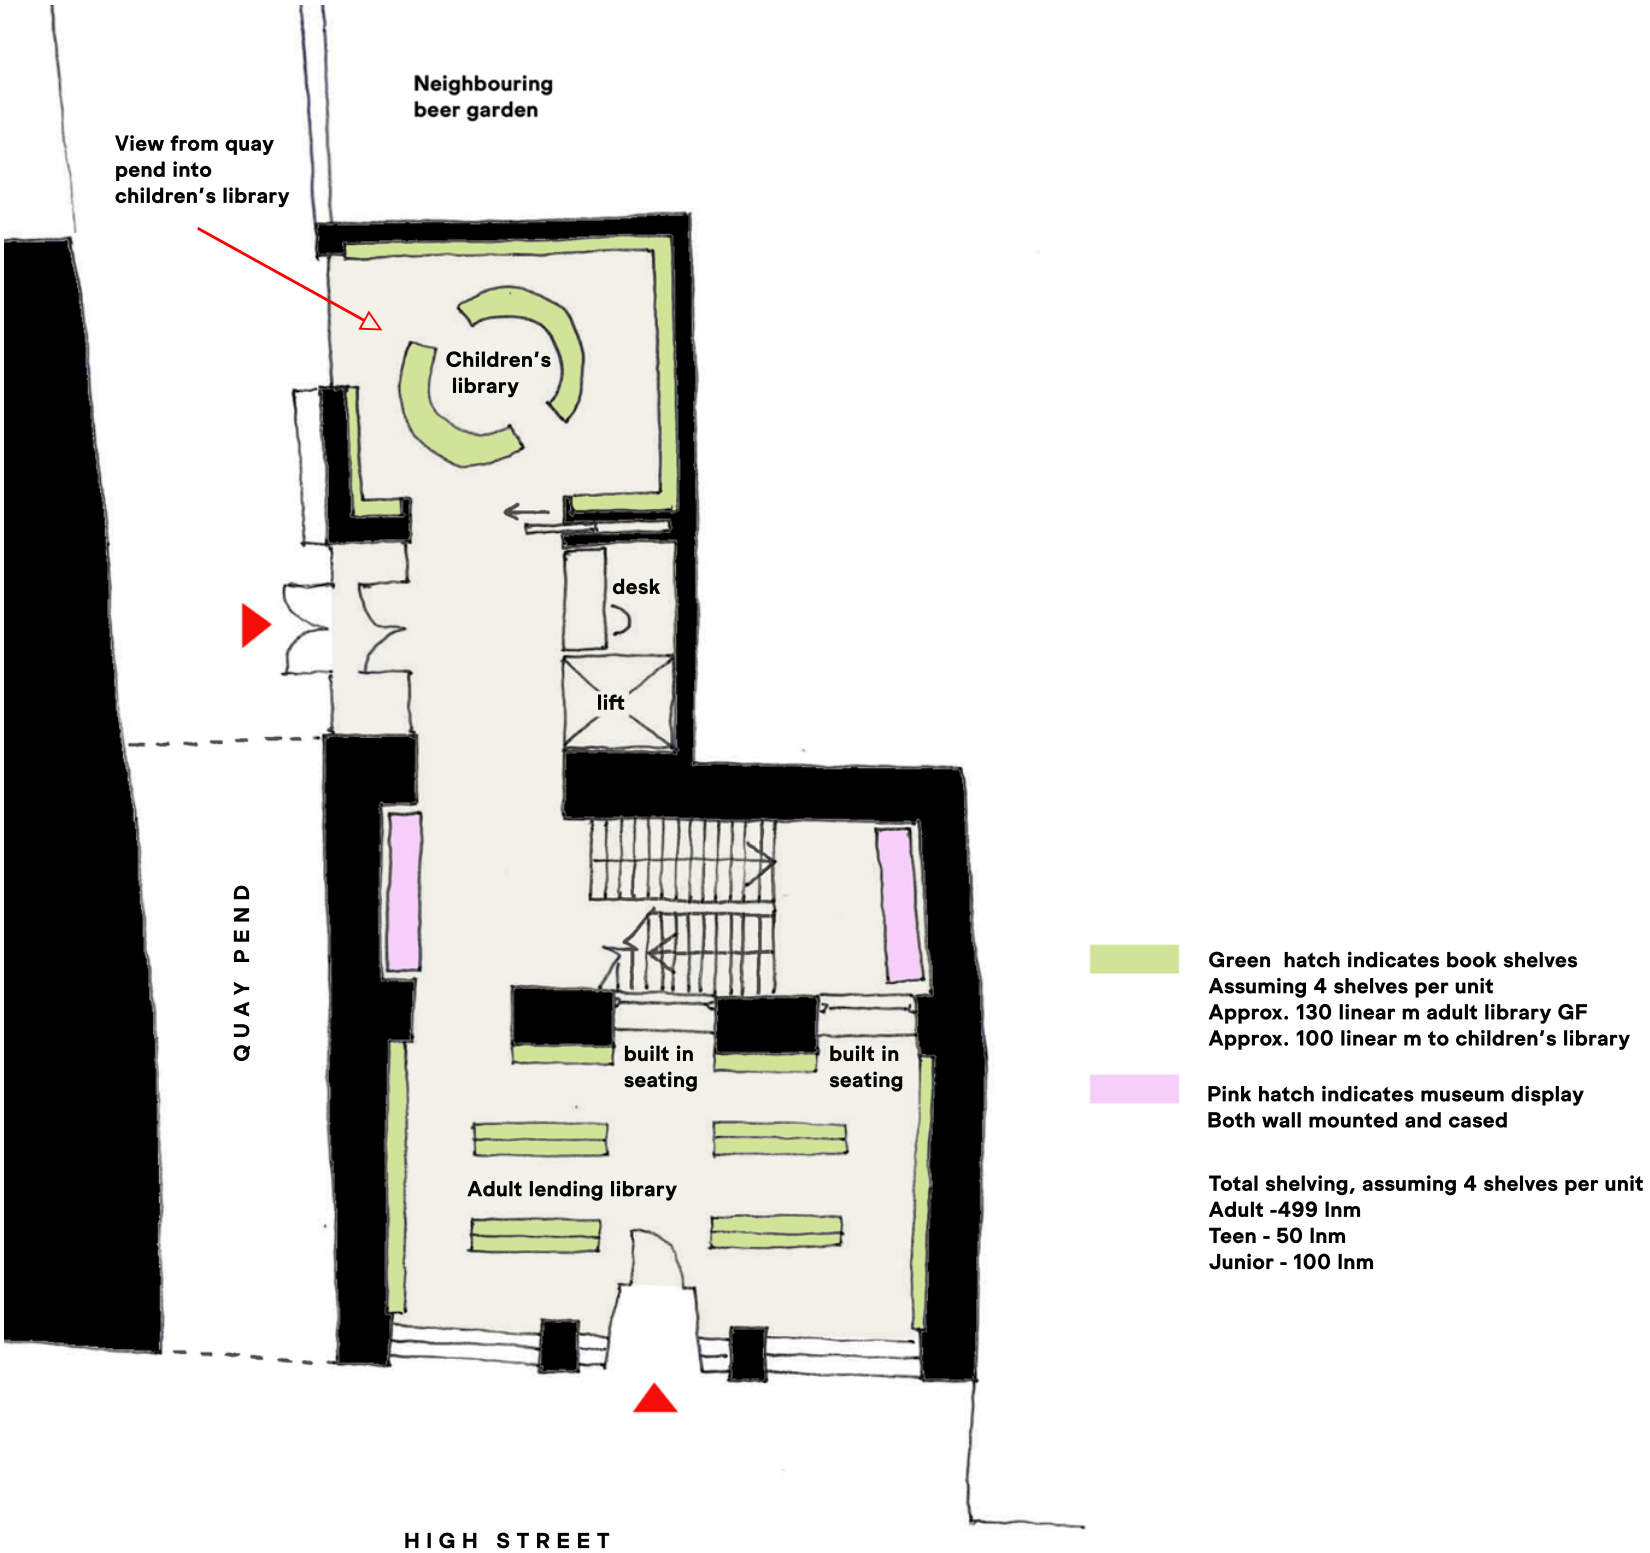 Neighbouring
beer garden
View from quay
pend into
children's library
Children's
library
desk
lift
QUAY PEND
built in
seating
built in
seating
Adult lending library
HIGH STREET
Green hatch indicates book shelves
Assuming 4 shelves per unit
Approx. 130 linear m adult library GF
Approx. 100 linear m to children's library
Pink hatch indicates museum display
Both wall mounted and cased
Total shelving, assuming 4 shelves per unit
Adult -499 lnm
Teen - 50 lnm
Junior - 100 lnm